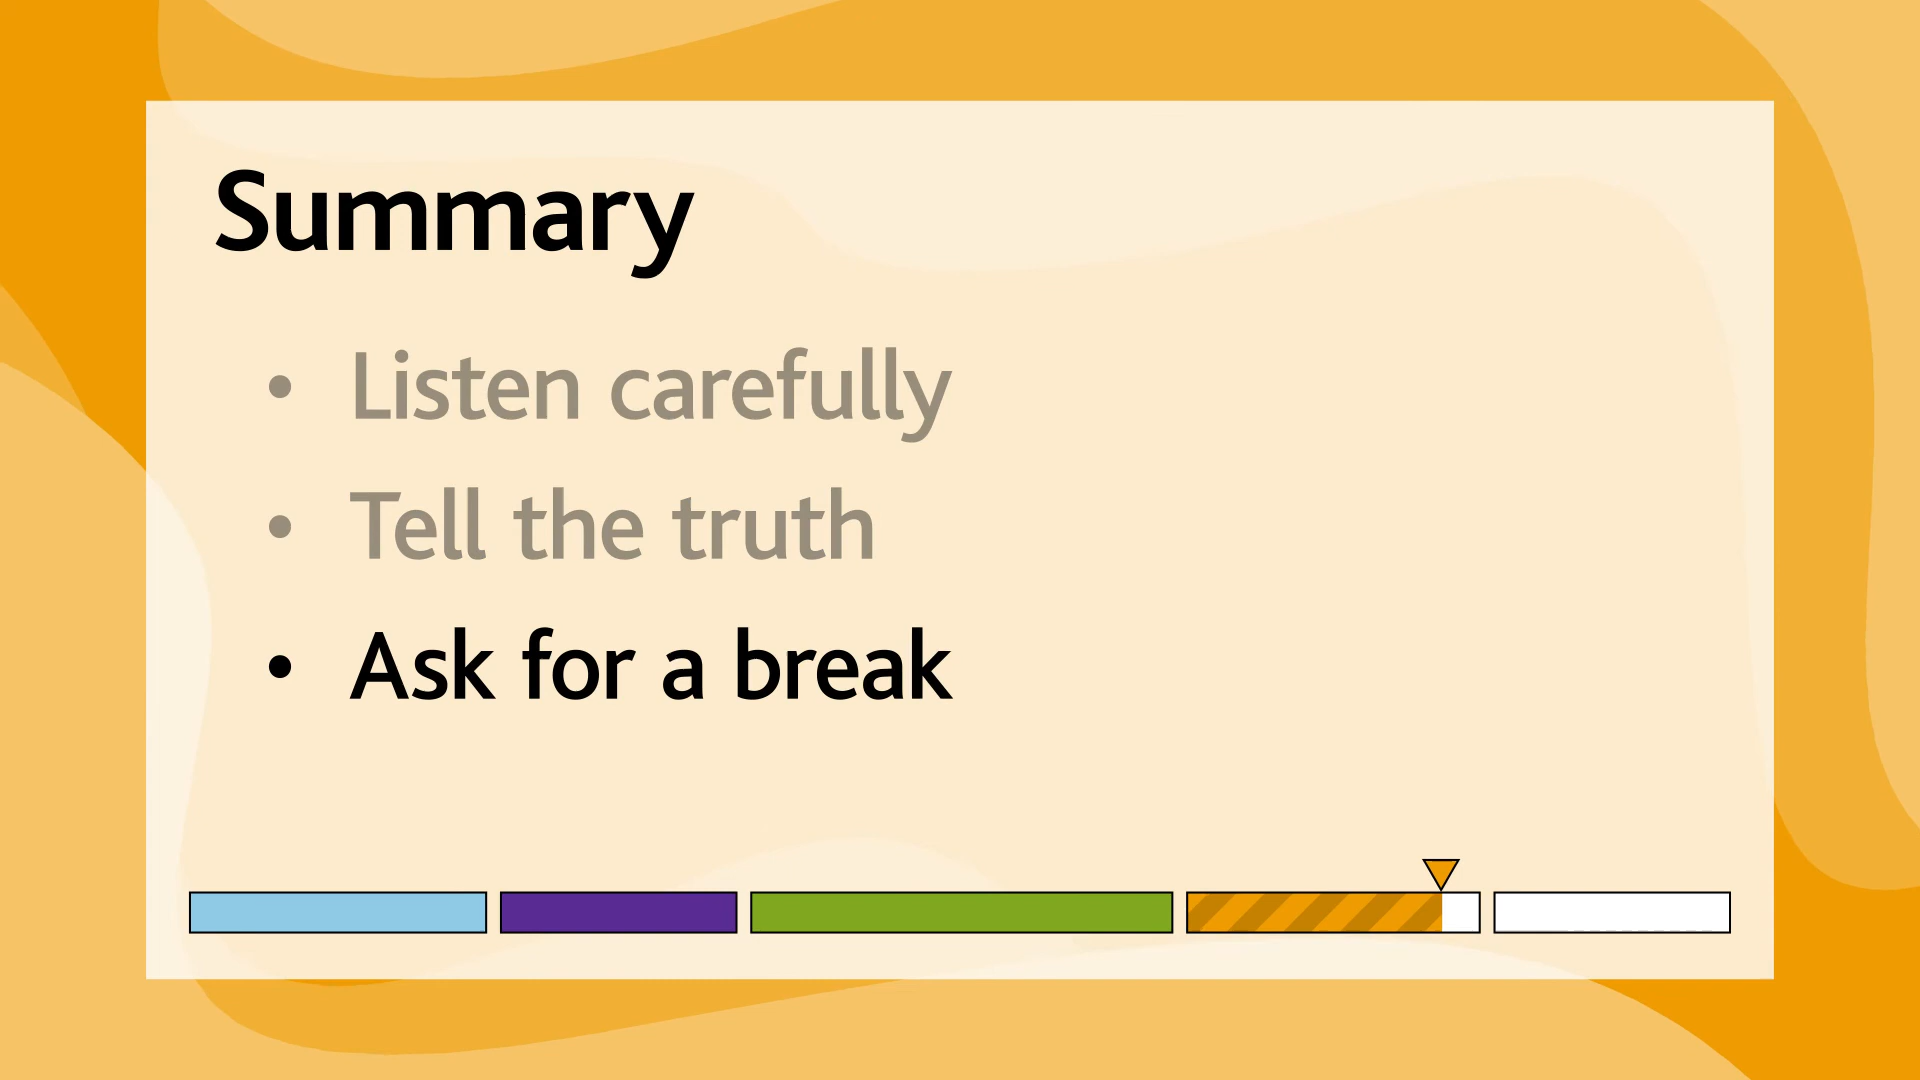 Summary
• Listen carefully
• Tell the truth
• Ask for a break